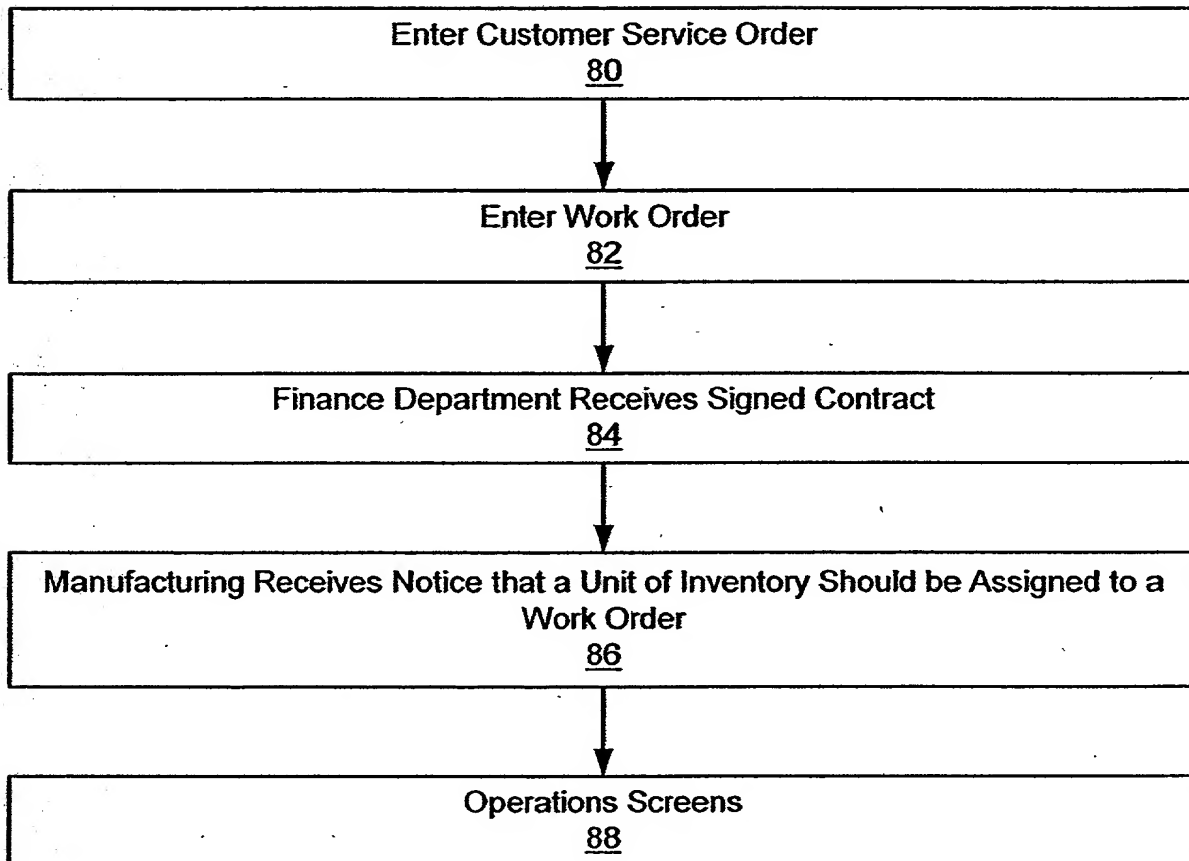 Enter Customer Service Order
80
Enter Work Order
82
Finance Department Receives Signed Contract
84
Manufacturing Receives Notice that a Unit of Inventory Should be Assigned to a
Work Order
86
Operations Screens
88